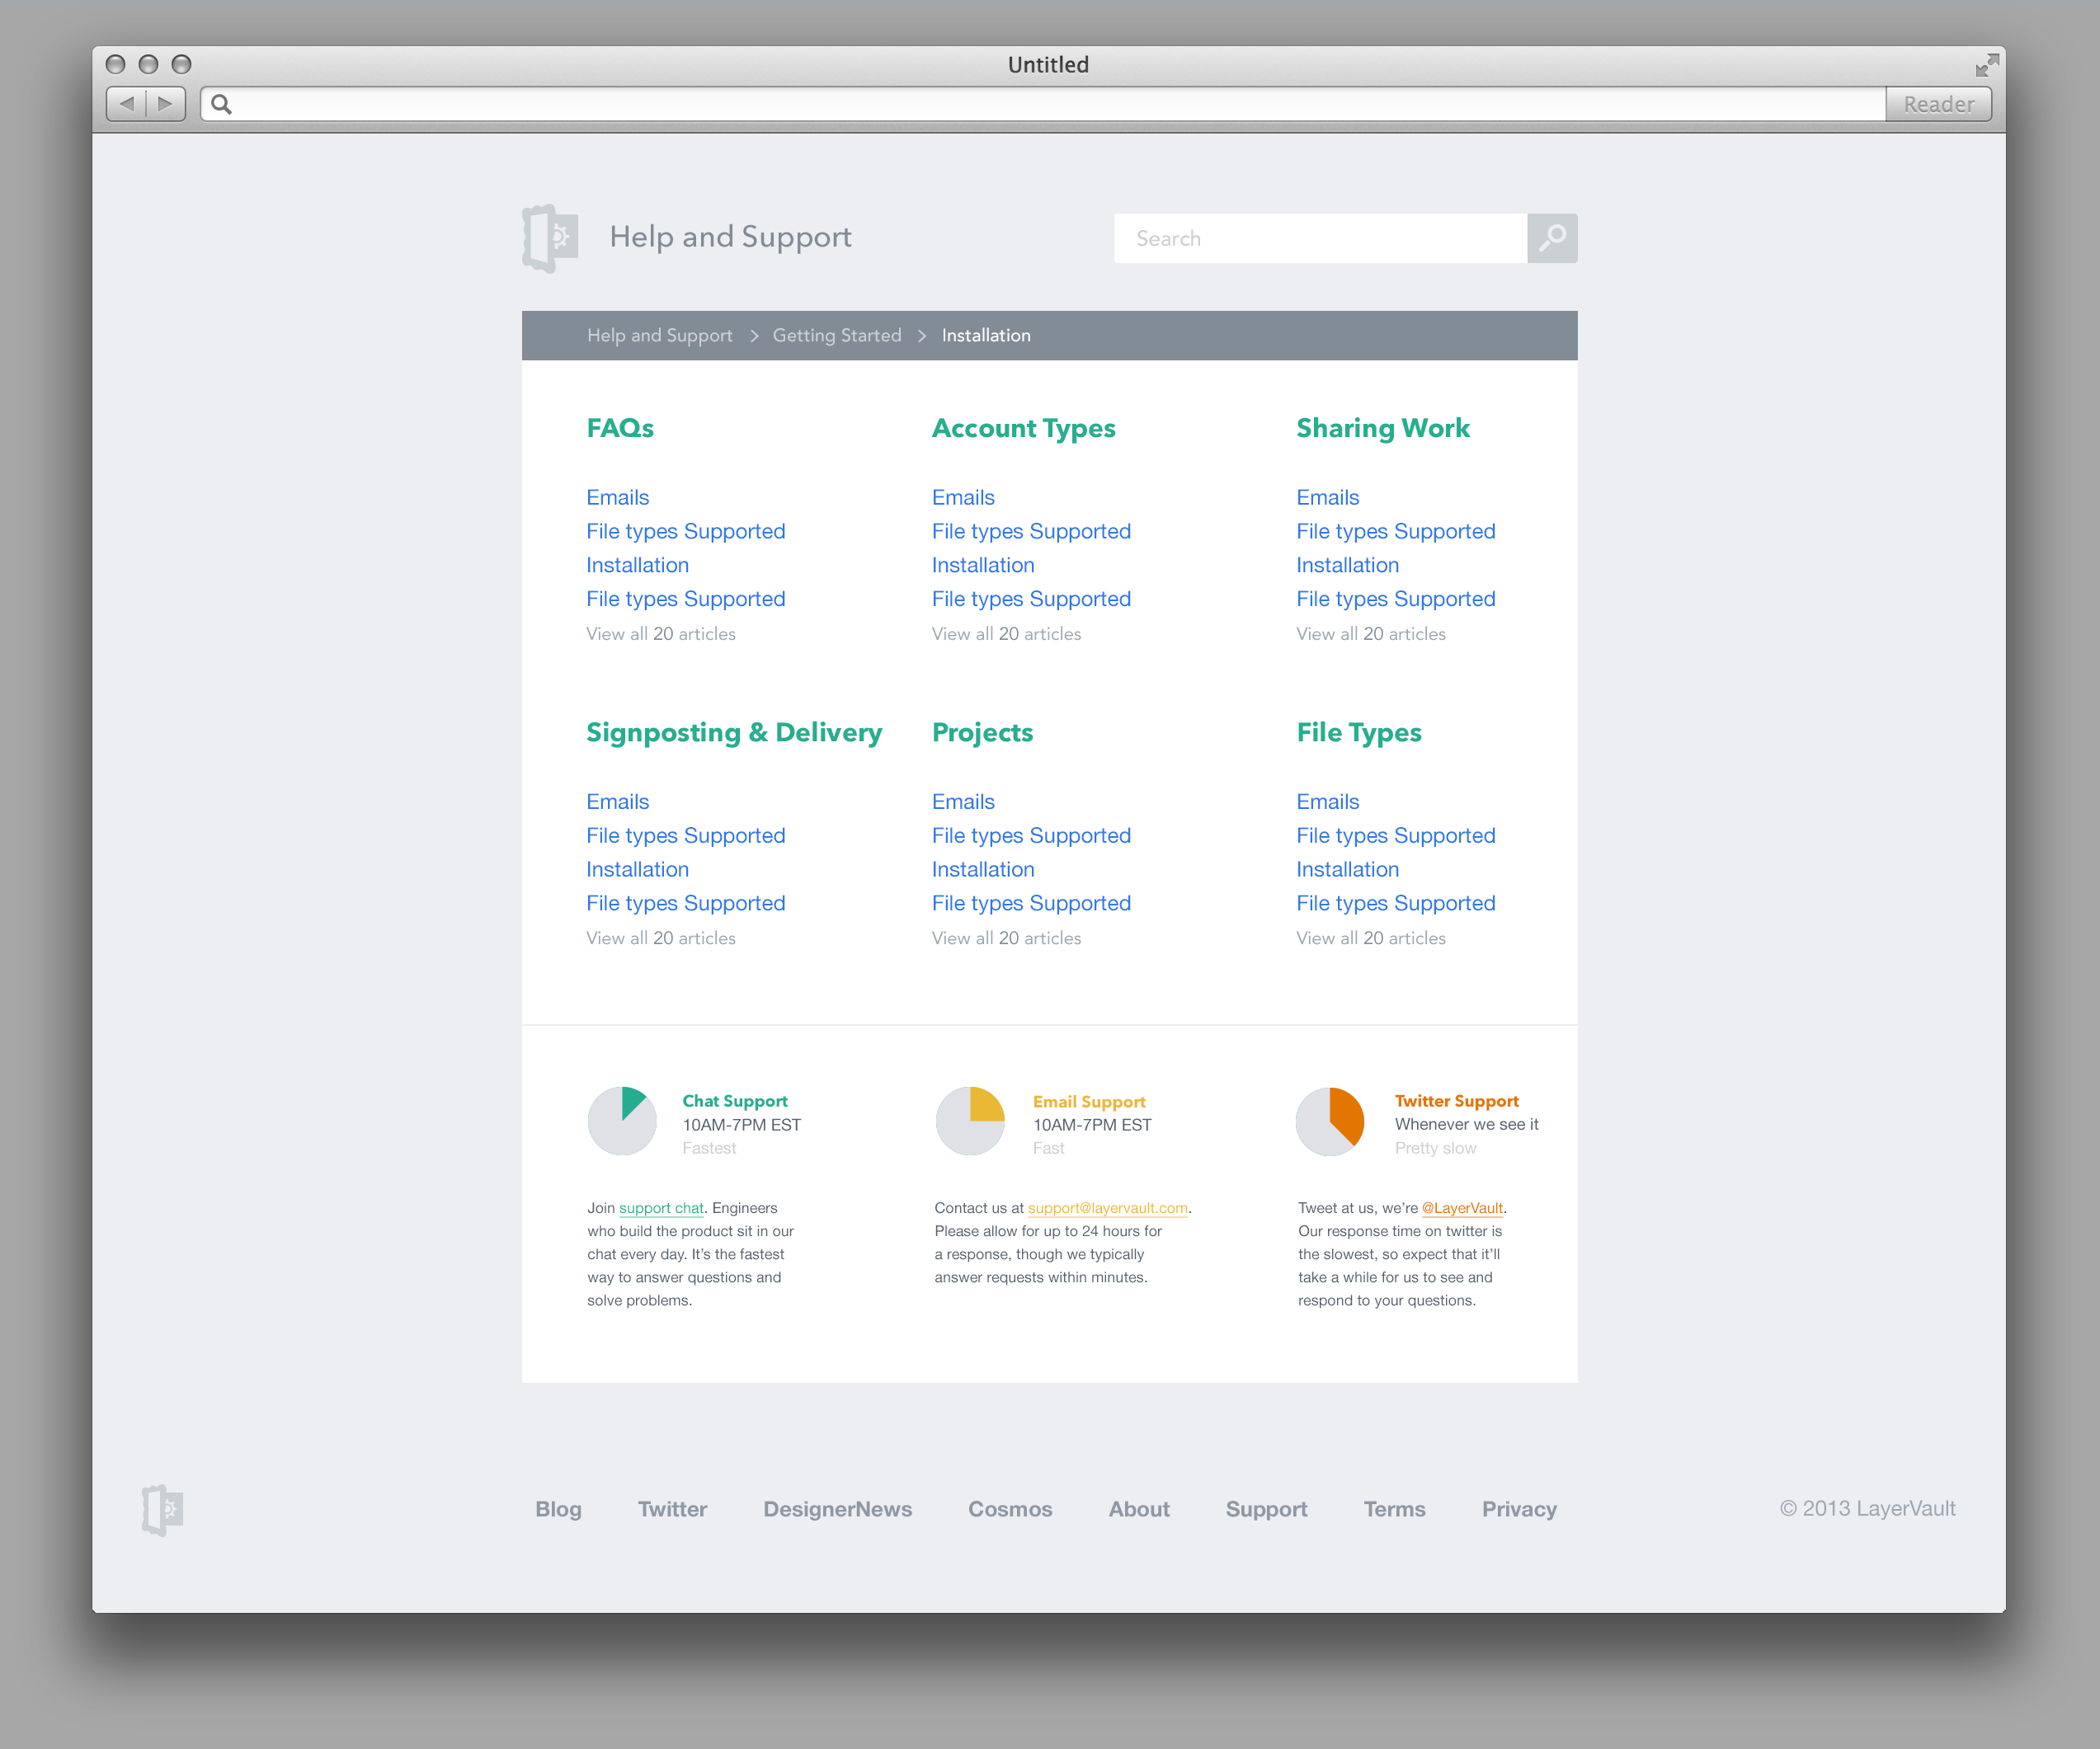 Untitled
Reader
Help and Support
Search
Help and Support > Getting Started > Installation
FAQs
Emails
File types Supported
Installation
File types Supported
View all 20 articles
Account Types
Emails
File types Supported
Installation
File types Supported
View all 20 articles
Sharing Work
Emails
File types Supported
Installation
File types Supported
View all 20 articles
Signposting & Delivery
Emails
File types Supported
Installation
File types Supported
View all 20 articles
Projects
Emails
File types Supported
Installation
File types Supported
View all 20 articles
File Types
Emails
File types Supported
Installation
File types Supported
View all 20 articles
Chat Support
10AM-7PM EST
Fastest
Join support chat. Engineers
who build the product sit in our
chat every day. It’s the fastest
way to answer questions and
solve problems.
Email Support
10AM-7PM EST
Fast
Contact us at support@layervault.com.
Please allow for up to 24 hours for
a response, though we typically
answer requests within minutes.
Twitter Support
Whenever we see it
Pretty slow
Tweet at us, we’re @LayerVault.
Our response time on twitter is
the slowest, so expect that it’ll
take a while for us to see and
respond to your questions.
Blog Twitter DesignerNews Cosmos About Support Terms Privacy
© 2013 LayerVault